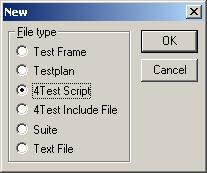 New
File type
OK
Test Frame
Testplan
Cancel
4Test Script
4Test Include File
Suite
Text File